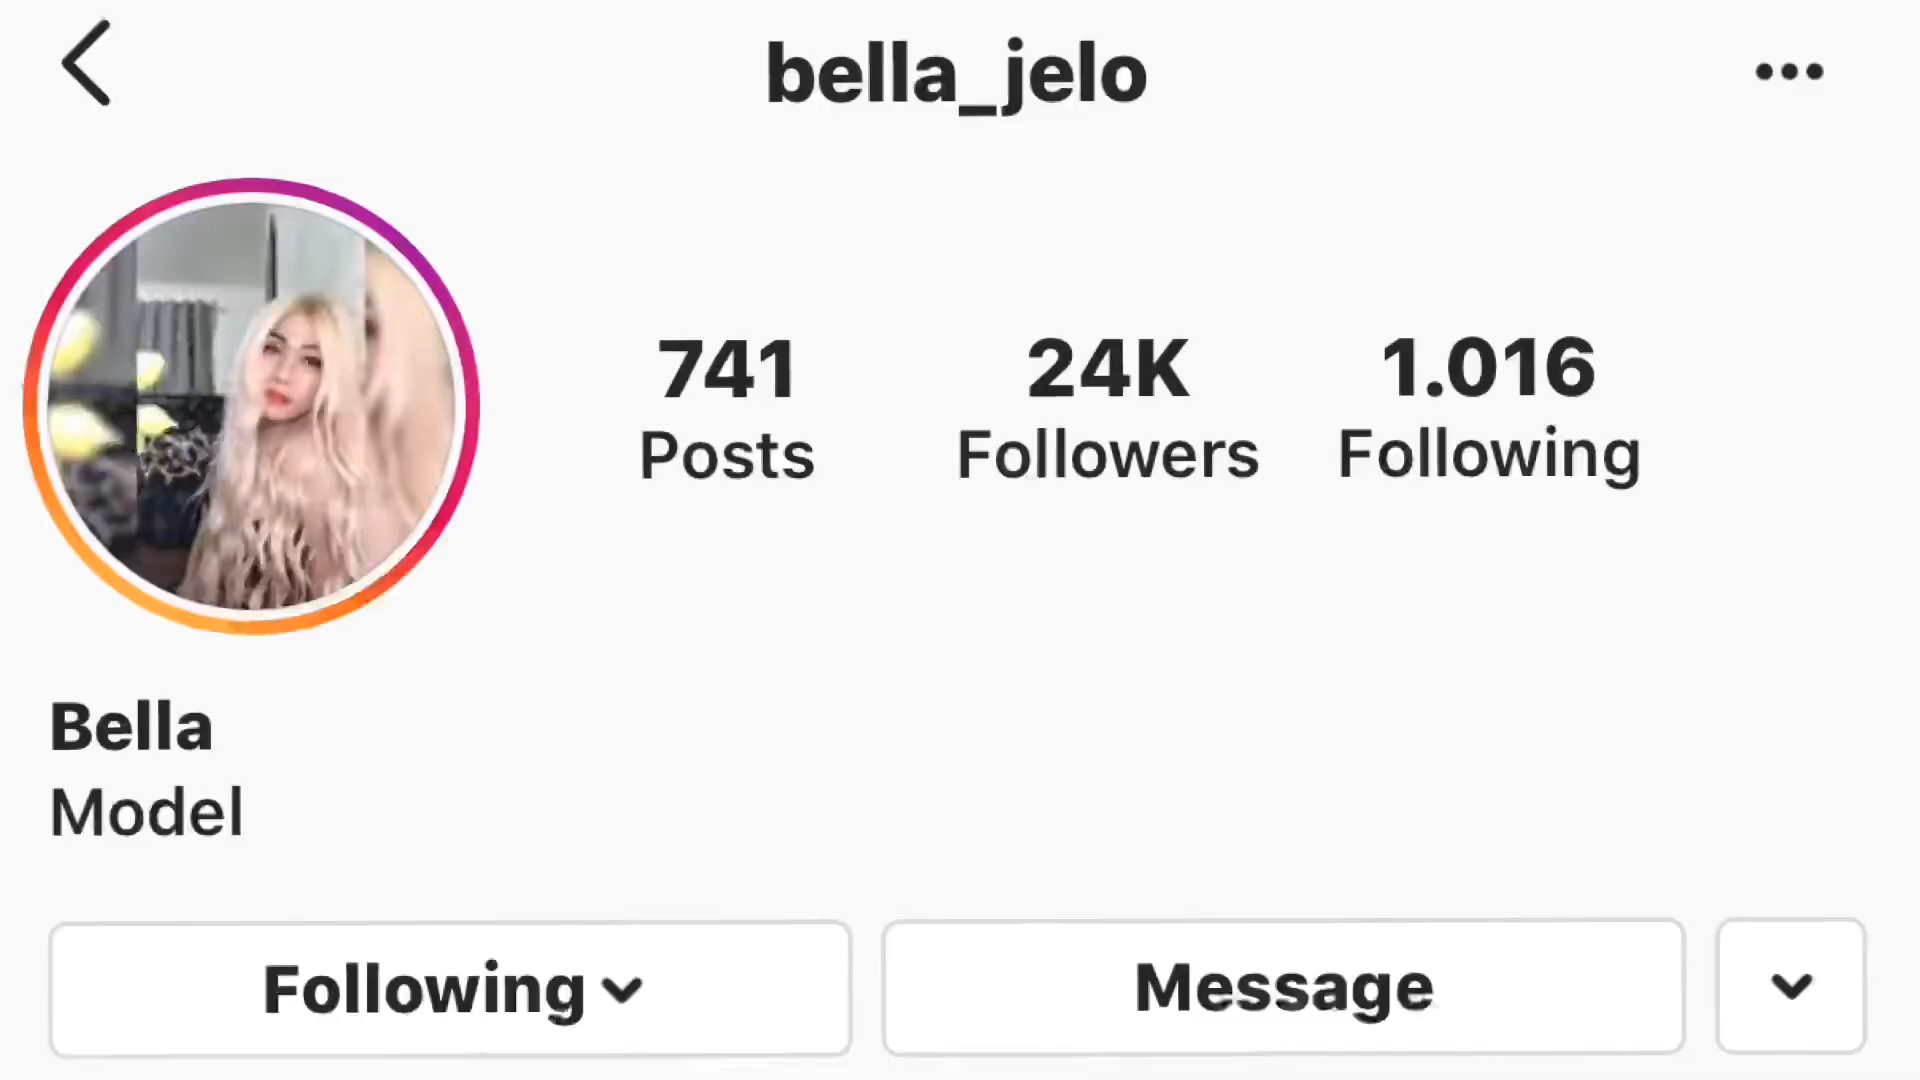 bella_jelo
741 24K 1.016
Posts Followers Following
Bella
Model
Following Message